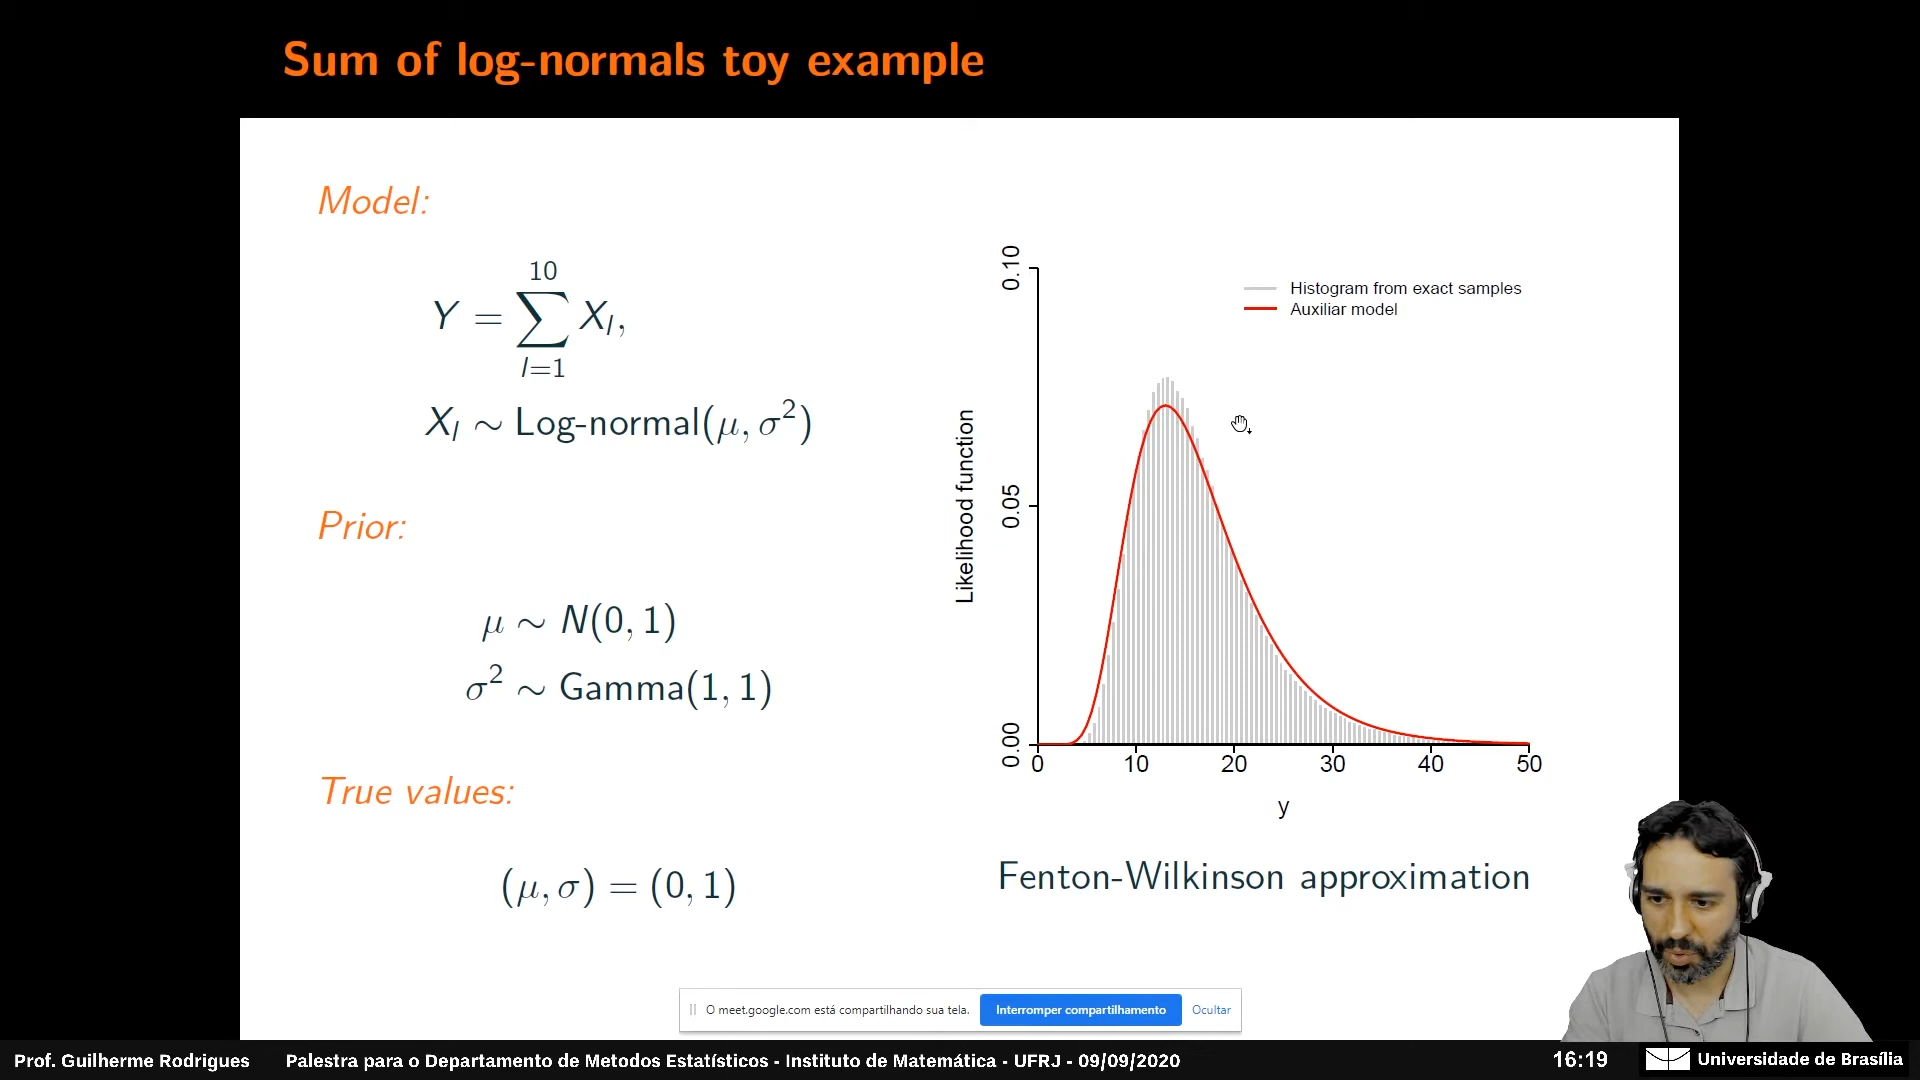 Sum of log-normals toy example
Model:
Y = ∑_{l=1}^{10} X_l,
X_l ∼ Log-normal(μ, σ²)
Prior:
μ ∼ N(0, 1)
σ² ∼ Gamma(1, 1)
True values:
(μ, σ) = (0, 1)
Likelihood function
0.10
0.05
0.00
Histogram from exact samples
Auxiliar model
0 10 20 30 40 50
y
Fenton-Wilkinson approximation
O meet.google.com está compartilhando sua tela. Interromper compartilhamento Ocultar
Prof. Guilherme Rodrigues Palestra para o Departamento de Metodos Estatísticos - Instituto de Matemática - UFRJ - 09/09/2020 16:19 Universidade de Brasília